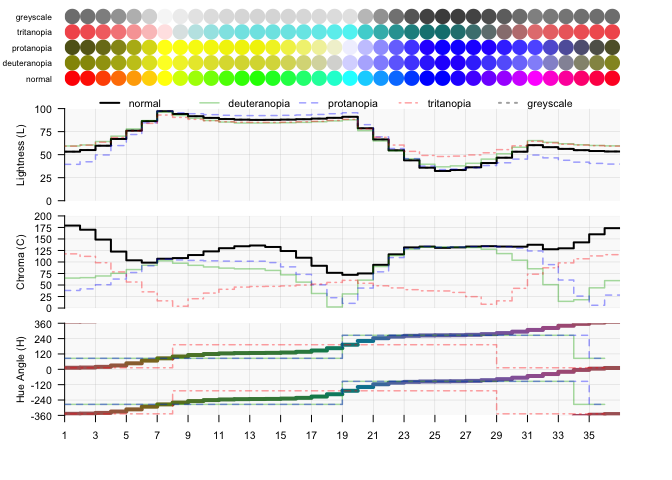 greyscale
tritanopia
protanopia
deuteranopia
normal
normal deuteranopia protanopia tritanopia greyscale
Lightness (L)
100
75
50
25
0
Chroma (C)
200
175
150
125
100
75
50
25
0
Hue Angle (H)
360
240
120
0
-120
-240
-360
1 3 5 7 9 11 13 15 17 19 21 23 25 27 29 31 33 35